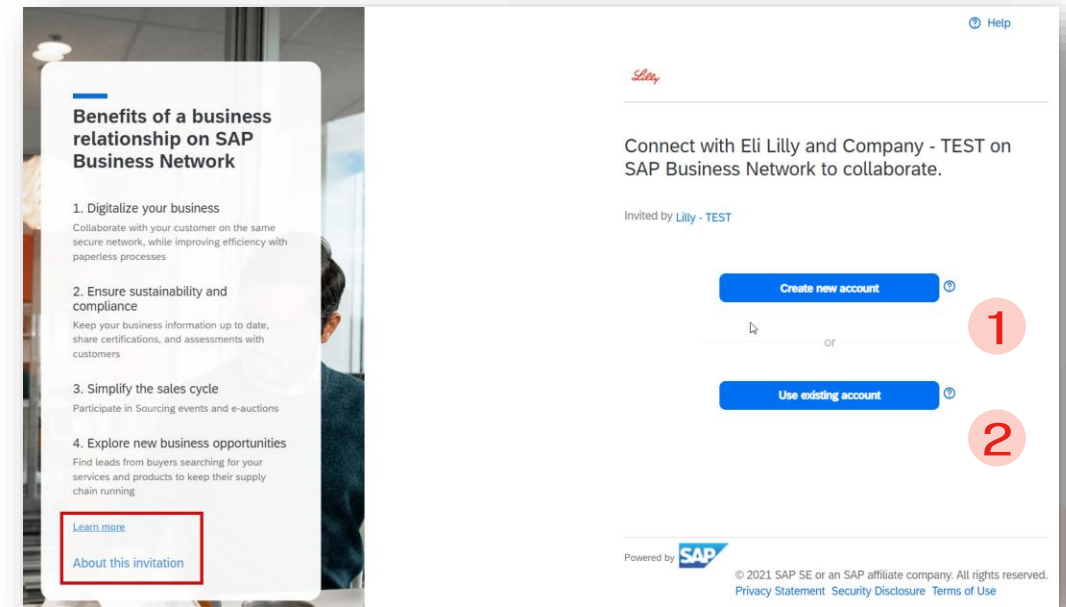 Help
Lilly
Benefits of a business
relationship on SAP
Business Network
1. Digitalize your business
Collaborate with your customer on the same
secure network, while improving efficiency with
paperless processes
2. Ensure sustainability and
compliance
Keep your business information up to date,
share certifications, and assessments with
customers
3. Simplify the sales cycle
Participate in Sourcing events and e-auctions
4. Explore new business opportunities
Find leads from buyers searching for your
services and products to keep their supply
chain running
Learn more
About this invitation
Connect with Eli Lilly and Company - TEST on
SAP Business Network to collaborate.
Invited by Lilly - TEST
Create new account
1
or
Use existing account
2
Powered by SAP
© 2021 SAP SE or an SAP affiliate company. All rights reserved.
Privacy Statement Security Disclosure Terms of Use